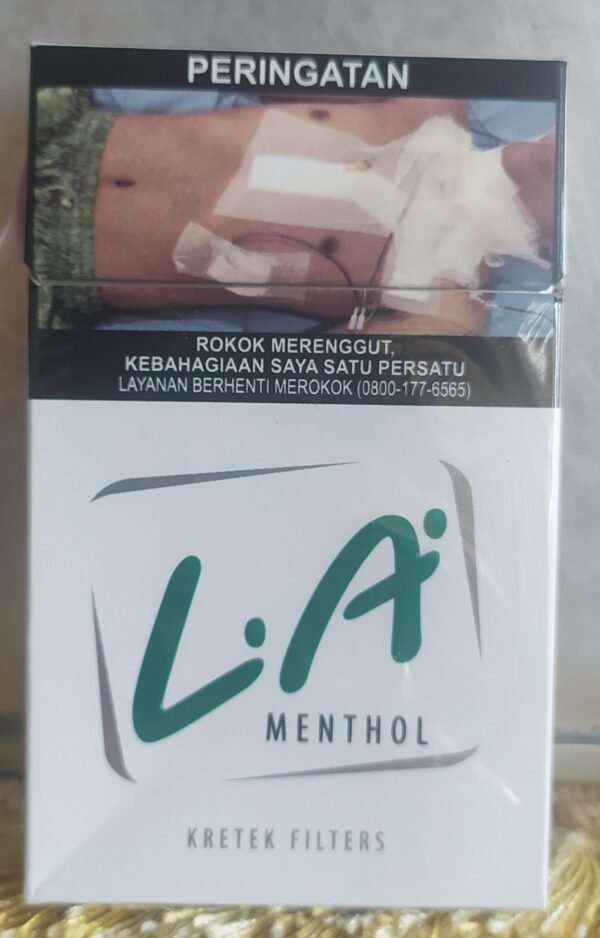 PERINGATAN
ROKOK MERENGGUT,
KEBAHAGIAAN SAYA SATU PERSATU
LAYANAN BERHENTI MEROKOK (0800-177-6565)
L.A.
MENTHOL
KRETEK FILTERS